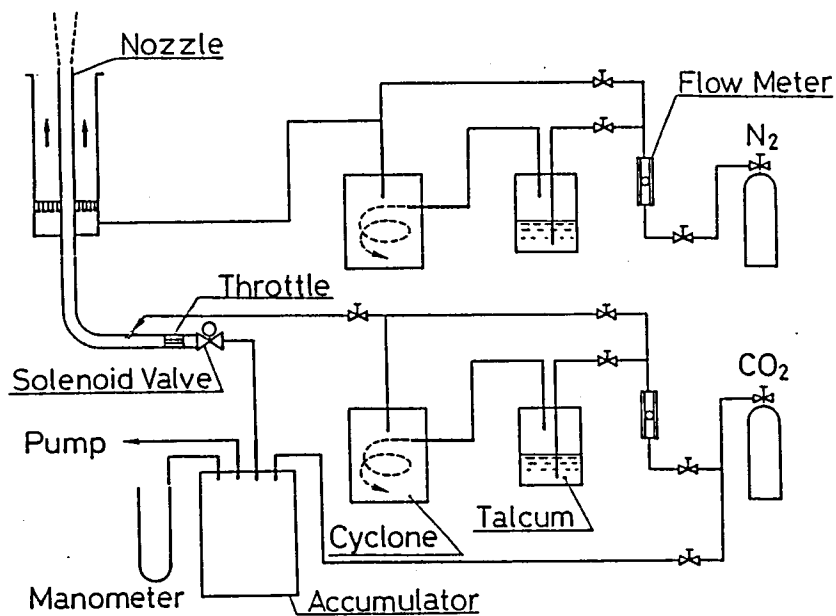 Nozzle
Flow Meter
N₂
Throttle
Solenoid Valve
CO₂
Pump
Talcum
Cyclone
Manometer
Accumulator